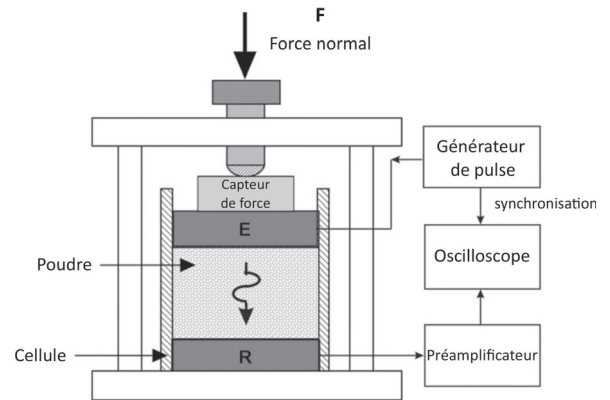 F
Force normal
Capteur
de force
E
Poudre
R
Cellule
Générateur
de pulse
synchronisation
Oscilloscope
Préamplificateur